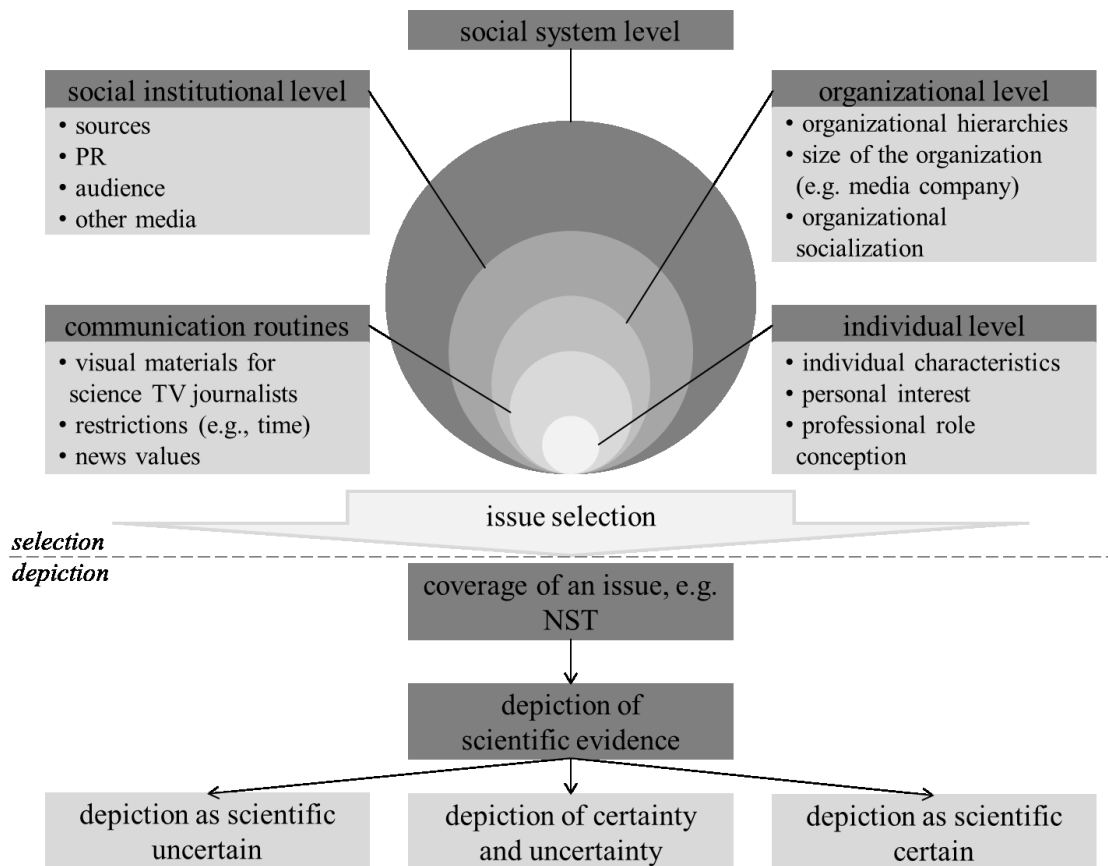 social system level
social institutional level
• sources
• PR
• audience
• other media
organizational level
• organizational hierarchies
• size of the organization
(e.g. media company)
• organizational
socialization
communication routines
• visual materials for
science TV journalists
• restrictions (e.g., time)
• news values
individual level
• individual characteristics
• personal interest
• professional role
conception
issue selection
selection
depiction
coverage of an issue, e.g.
NST
depiction of
scientific evidence
depiction as scientific
uncertain
depiction of certainty
and uncertainty
depiction as scientific
certain